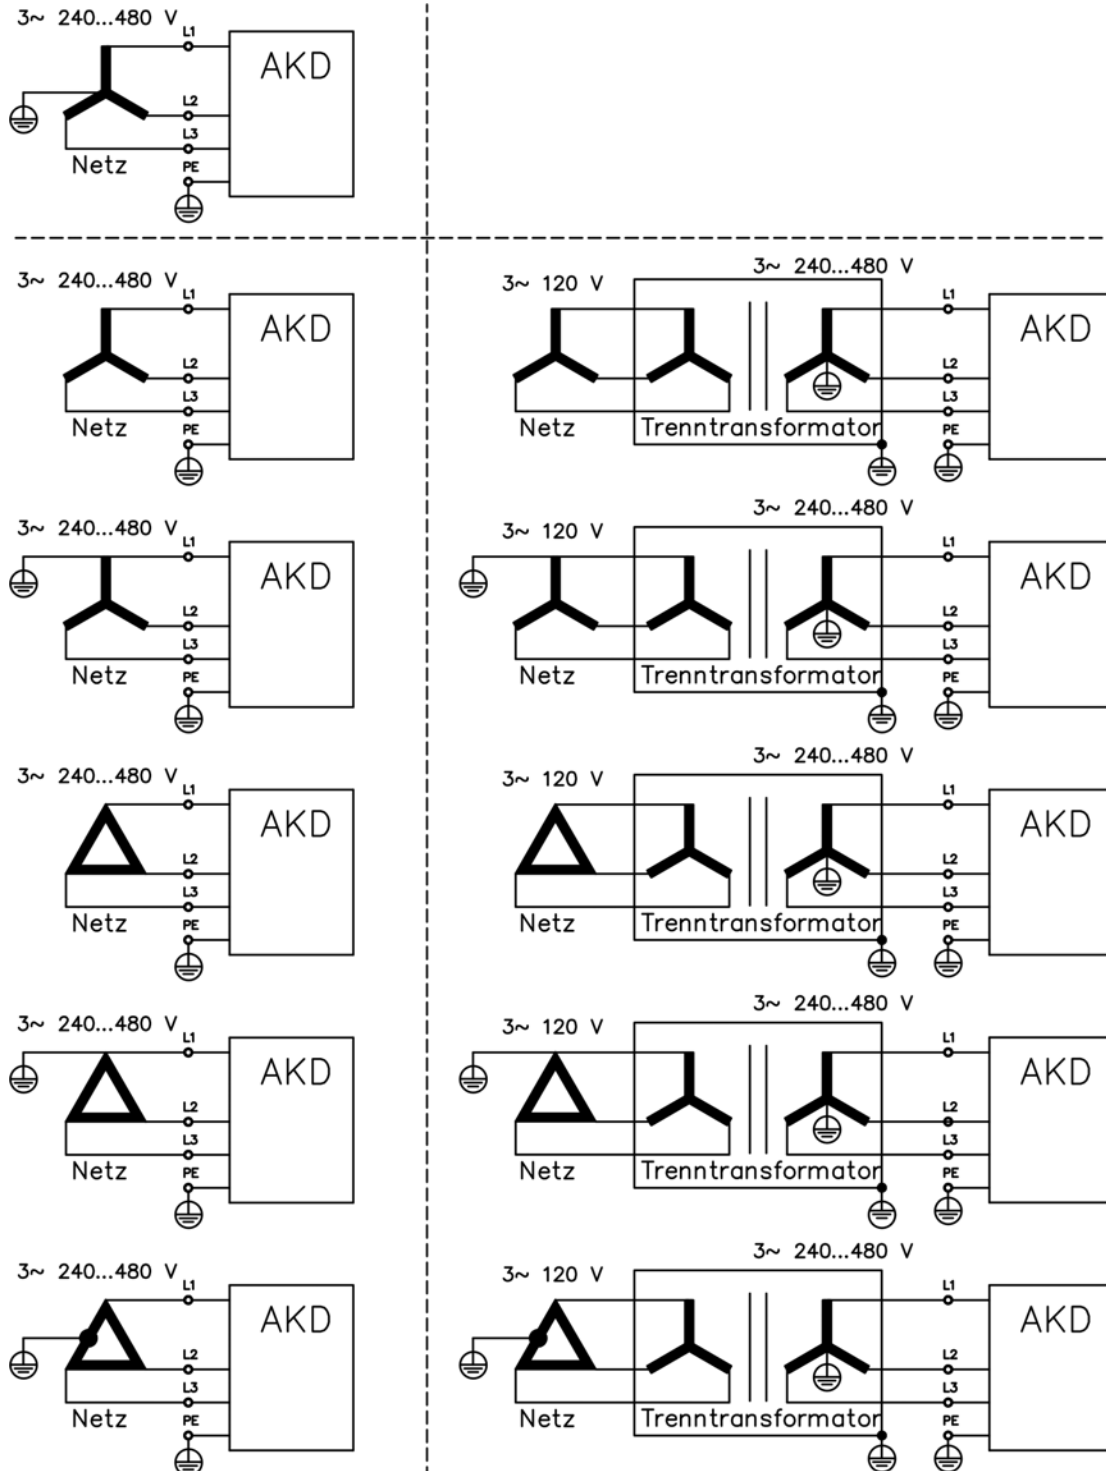 3~ 240...480 V
L1
AKD
L2
L3
Netz
PE
3~ 240...480 V
L1
AKD
L2
L3
Netz
PE
3~ 120 V
3~ 240...480 V
L1
AKD
L2
L3
Netz
Trenntransformator
PE
3~ 240...480 V
L1
AKD
L2
L3
Netz
PE
3~ 120 V
3~ 240...480 V
L1
AKD
L2
L3
Netz
Trenntransformator
PE
3~ 240...480 V
L1
AKD
L2
L3
Netz
PE
3~ 120 V
3~ 240...480 V
L1
AKD
L2
L3
Netz
Trenntransformator
PE
3~ 240...480 V
L1
AKD
L2
L3
Netz
PE
3~ 120 V
3~ 240...480 V
L1
AKD
L2
L3
Netz
Trenntransformator
PE
3~ 240...480 V
L1
AKD
L2
L3
Netz
PE
3~ 120 V
3~ 240...480 V
L1
AKD
L2
L3
Netz
Trenntransformator
PE